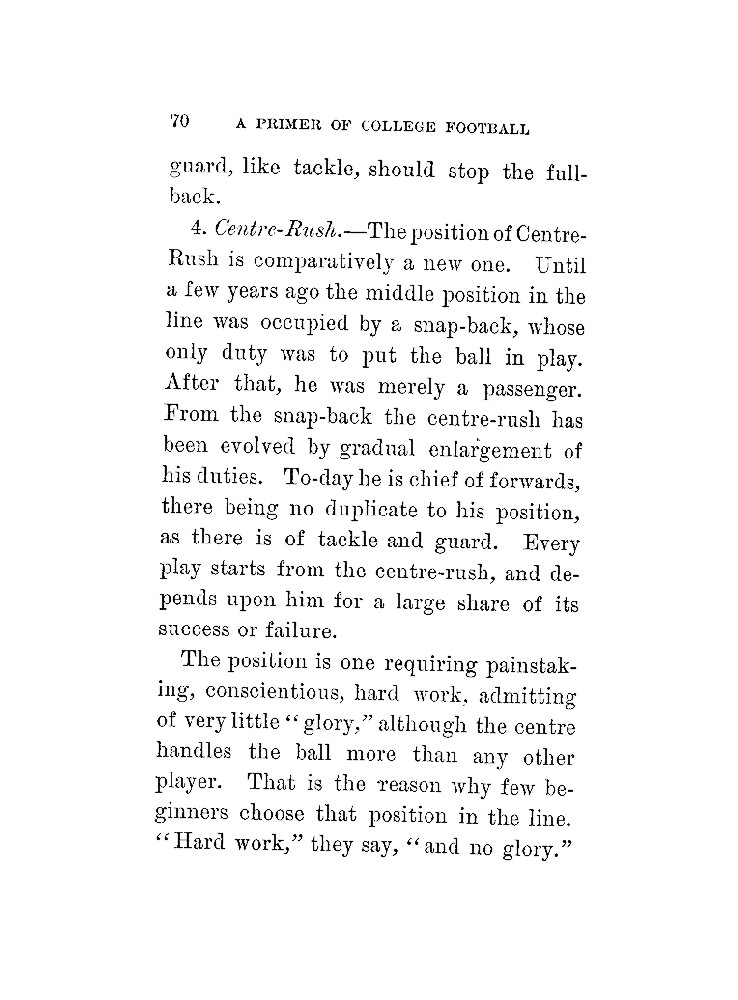 70 A PRIMER OF COLLEGE FOOTBALL
guard, like tackle, should stop the full-
back.
4. Centre-Rush.—The position of Centre-
Rush is comparatively a new one. Until
a few years ago the middle position in the
line was occupied by a snap-back, whose
only duty was to put the ball in play.
After that, he was merely a passenger.
From the snap-back the centre-rush has
been evolved by gradual enlargement of
his duties. To-day he is chief of forwards,
there being no duplicate to his position,
as there is of tackle and guard. Every
play starts from the centre-rush, and de-
pends upon him for a large share of its
success or failure.
The position is one requiring painstak-
ing, conscientious, hard work, admitting
of very little “glory,” although the centre
handles the ball more than any other
player. That is the reason why few be-
ginners choose that position in the line.
“Hard work,” they say, “and no glory.”